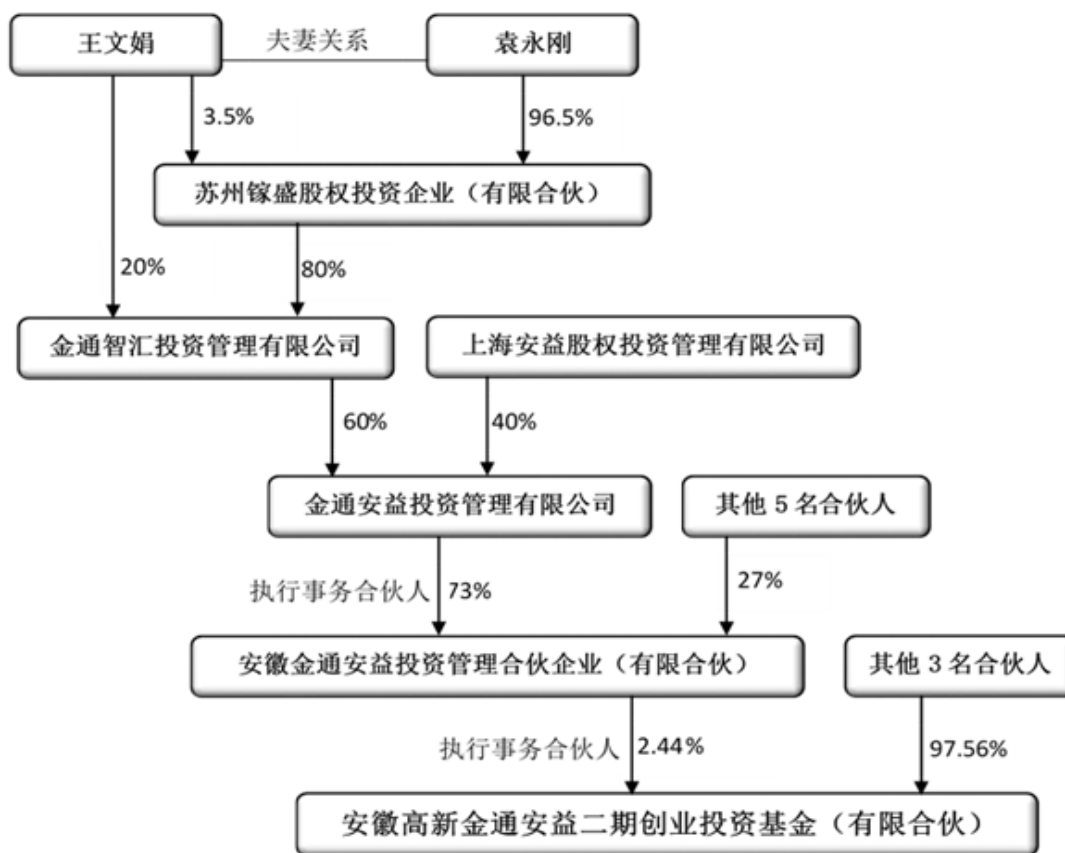 王文娟
夫妻关系
袁永刚
3.5%
96.5%
苏州镓盛股权投资企业（有限合伙）
20%
80%
金通智汇投资管理有限公司
上海安益股权投资管理有限公司
60%
40%
金通安益投资管理有限公司
其他 5 名合伙人
执行事务合伙人
73%
27%
安徽金通安益投资管理合伙企业（有限合伙）
其他 3 名合伙人
执行事务合伙人
2.44%
97.56%
安徽高新金通安益二期创业投资基金（有限合伙）